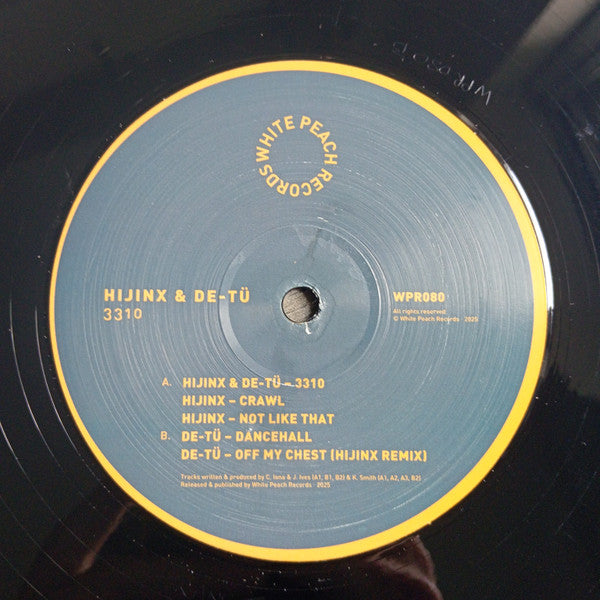 WHITE PEACH RECORDS
HIJINX & DE-TÜ
3310
WPR080
All rights reserved
© White Peach Records 2025
A. HIJINX & DE-TÜ – 3310
HIJINX – CRAWL
HIJINX – NOT LIKE THAT
B. DE-TÜ – DANCEHALL
DE-TÜ – OFF MY CHEST (HIJINX REMIX)
Tracks written & produced by C. Iona & J. Ives (A1, B1, B2) & K. Smith (A1, A2, A3, B2)
Released & published by White Peach Records 2025